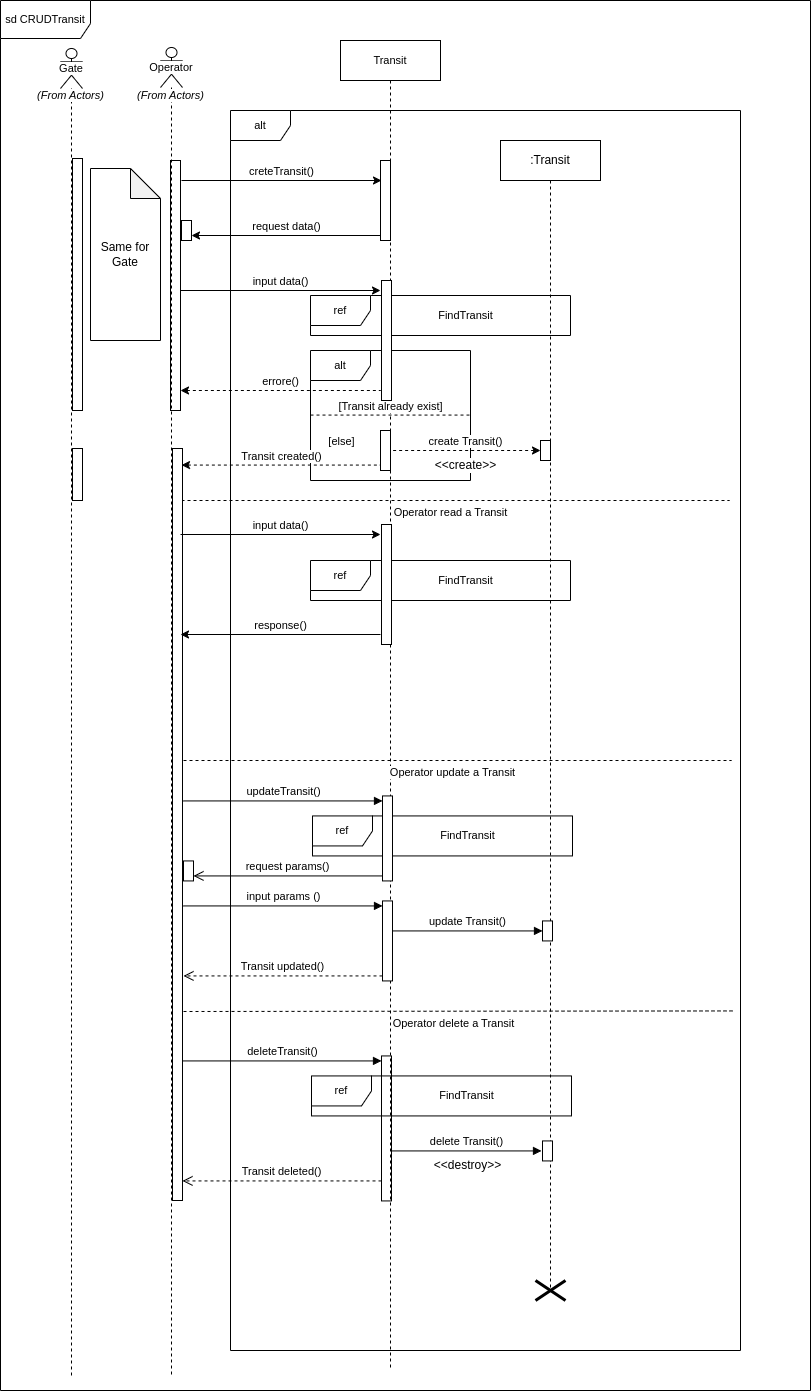 sd CRUDTransit
Gate
(From Actors)
Operator
(From Actors)
Transit
alt
:Transit
Same for
Gate
creteTransit()
request data()
input data()
ref
FindTransit
alt
errore()
[Transit already exist]
[else]
create Transit()
Transit created()
<<create>>
Operator read a Transit
input data()
ref
FindTransit
response()
Operator update a Transit
updateTransit()
ref
FindTransit
request params()
input params ()
update Transit()
Transit updated()
Operator delete a Transit
deleteTransit()
ref
FindTransit
delete Transit()
<<destroy>>
Transit deleted()